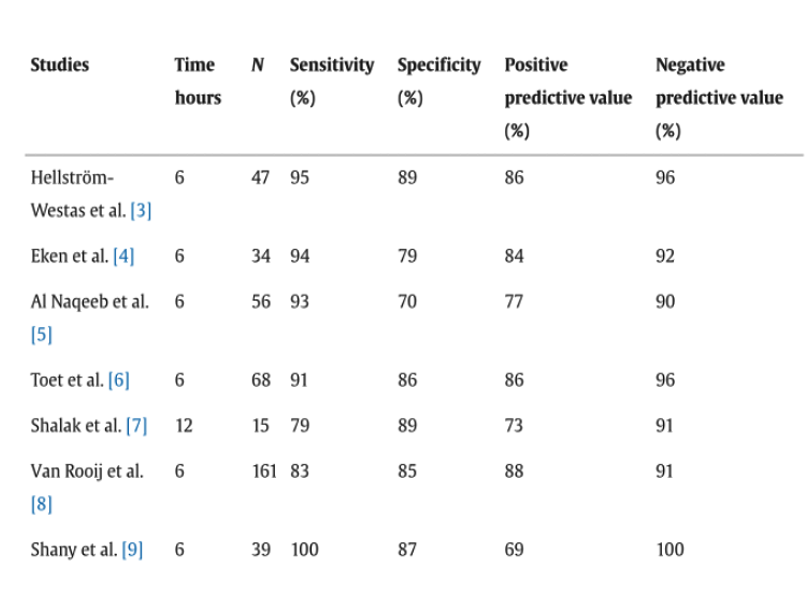 Studies Time N Sensitivity Specificity Positive Negative
hours (%) (%) predictive value predictive value
(%) (%)
Hellström- 6 47 95 89 86 96
Westas et al. [3]
Eken et al. [4] 6 34 94 79 84 92
Al Naqeeb et al. 6 56 93 70 77 90
[5]
Toet et al. [6] 6 68 91 86 86 96
Shalak et al. [7] 12 15 79 89 73 91
Van Rooij et al. 6 161 83 85 88 91
[8]
Shany et al. [9] 6 39 100 87 69 100